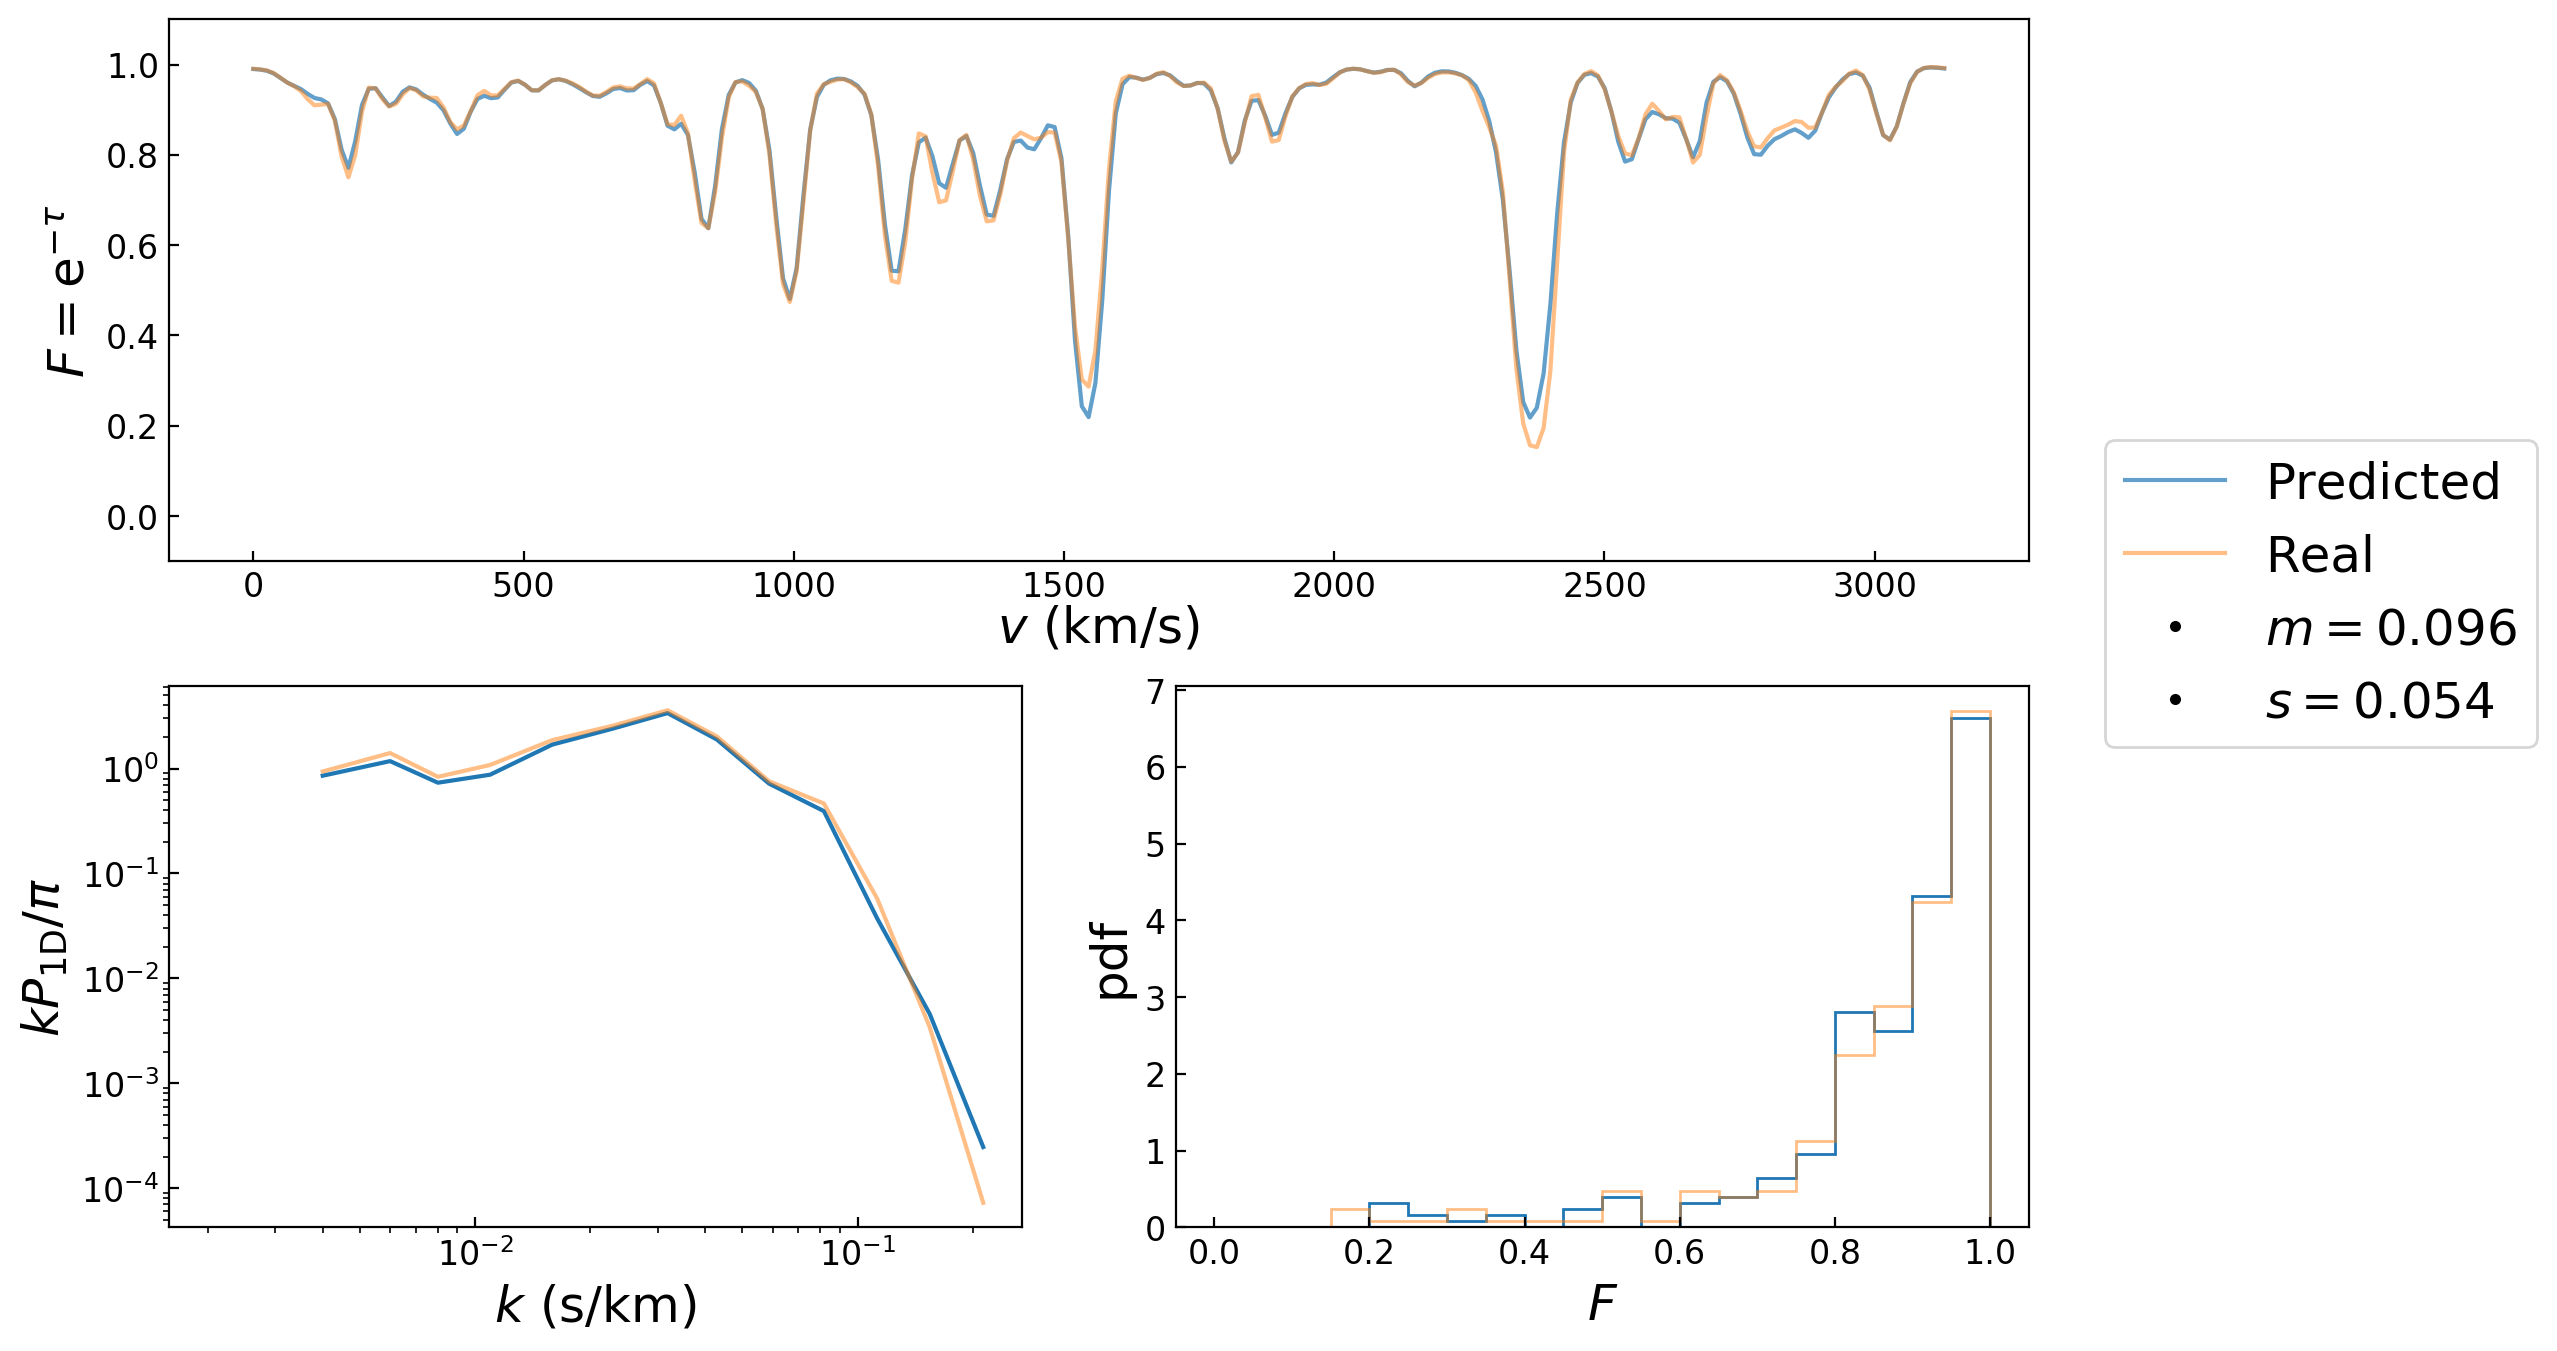 1.0
0.8
0.6
0.4
0.2
0.0
F = e^{−τ}
0 500 1000 1500 2000 2500 3000
v (km/s)
Predicted
Real
m = 0.096
s = 0.054
10^0
10^{−1}
10^{−2}
10^{−3}
10^{−4}
kP_{1D}/π
10^{−2} 10^{−1}
k (s/km)
7
6
5
4
3
2
1
0
pdf
0.0 0.2 0.4 0.6 0.8 1.0
F